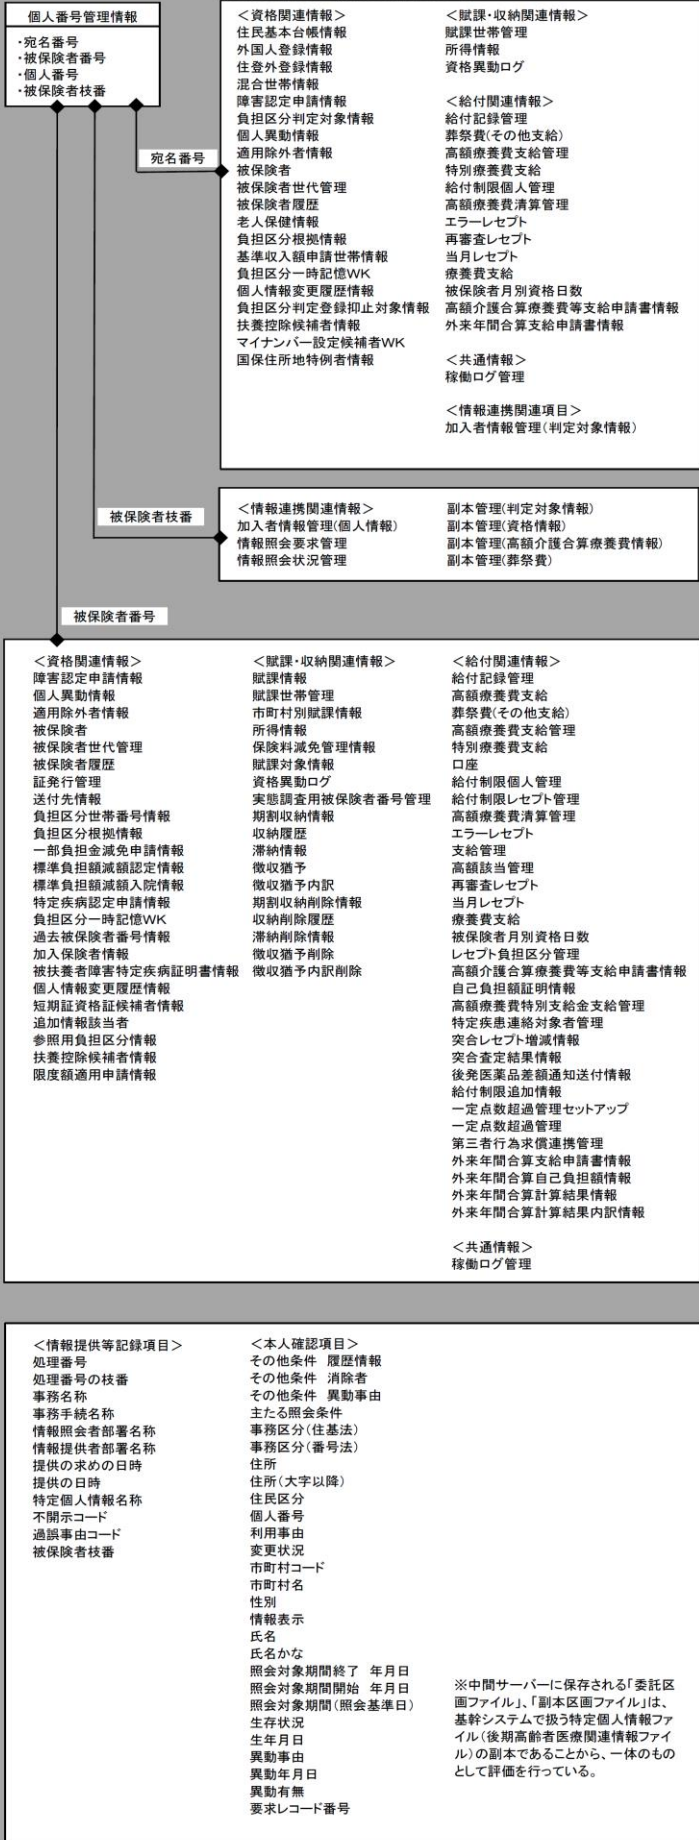 個人番号管理情報
・宛名番号
・被保険者番号
・個人番号
・被保険者枝番
宛名番号
＜資格関連情報＞
住民基本台帳情報
外国人登録情報
住登外登録情報
混合世帯情報
障害認定申請情報
負担区分判定対象情報
個人異動情報
適用除外者情報
被保険者
被保険者世代管理
被保険者履歴
老人保健情報
負担区分根拠情報
基準収入額申請世帯情報
負担区分一時記憶WK
個人情報変更履歴情報
負担区分判定登録抑止対象情報
扶養控除候補者情報
マイナンバー設定候補者WK
国保住所地特例者情報
＜賦課・収納関連情報＞
賦課世帯管理
所得情報
資格異動ログ
＜給付関連情報＞
給付記録管理
葬祭費(その他支給)
高額療養費支給管理
特別療養費支給
給付制限個人管理
高額療養費清算管理
エラーレセプト
再審査レセプト
当月レセプト
療養費支給
被保険者月別資格日数
高額介護合算療養費等支給申請書情報
外来年間合算支給申請書情報
＜共通情報＞
稼働ログ管理
＜情報連携関連項目＞
加入者情報管理(判定対象情報)
被保険者枝番
＜情報連携関連情報＞
加入者情報管理(個人情報)
情報照会要求管理
情報照会状況管理
副本管理(判定対象情報)
副本管理(資格情報)
副本管理(高額介護合算療養費情報)
副本管理(葬祭費)
被保険者番号
＜資格関連情報＞
障害認定申請情報
個人異動情報
適用除外者情報
被保険者
被保険者世代管理
被保険者履歴
証発行管理
送付先情報
負担区分世帯番号情報
負担区分根拠情報
一部負担金減免申請情報
標準負担額減額認定情報
標準負担額減額入院情報
特定疾病認定申請情報
負担区分一時記憶WK
過去被保険者番号情報
加入保険者情報
被扶養者障害特定疾病証明書情報
個人情報変更履歴情報
短期証資格証候補者情報
追加情報該当者
参照用負担区分情報
扶養控除候補者情報
限度額適用申請情報
＜賦課・収納関連情報＞
賦課情報
賦課世帯管理
市町村別賦課情報
所得情報
保険料減免管理情報
賦課対象情報
資格異動ログ
実態調査用被保険者番号管理
期割収納情報
収納履歴
滞納情報
徴収猶予
徴収猶予内訳
期割収納削除情報
収納削除履歴
滞納削除情報
徴収猶予削除
徴収猶予内訳削除
＜給付関連情報＞
給付記録管理
高額療養費支給
葬祭費(その他支給)
高額療養費支給管理
特別療養費支給
口座
給付制限個人管理
給付制限レセプト管理
高額療養費清算管理
エラーレセプト
支給管理
高額該当管理
再審査レセプト
当月レセプト
療養費支給
被保険者月別資格日数
レセプト負担区分管理
高額介護合算療養費等支給申請書情報
自己負担額証明情報
高額療養費特別支給金支給管理
特定疾患連絡対象者管理
突合レセプト増減情報
突合査定結果情報
後発医薬品差額通知送付情報
給付制限追加情報
一定点数超過管理セットアップ
一定点数超過管理
第三者行為求償連携管理
外来年間合算支給申請書情報
外来年間合算自己負担額情報
外来年間合算計算結果情報
外来年間合算計算結果内訳情報
＜共通情報＞
稼働ログ管理
＜情報提供等記録項目＞
処理番号
処理番号の枝番
事務名称
事務手続名称
情報照会者部署名称
情報提供者部署名称
提供の求めの日時
提供の日時
特定個人情報名称
不開示コード
過誤事由コード
被保険者枝番
＜本人確認項目＞
その他条件 履歴情報
その他条件 消除者
その他条件 異動事由
主たる照会条件
事務区分(住基法)
事務区分(番号法)
住所
住所(大字以降)
住民区分
個人番号
利用事由
変更状況
市町村コード
市町村名
性別
情報表示
氏名
氏名かな
照会対象期間終了 年月日
照会対象期間開始 年月日
照会対象期間(照会基準日)
生存状況
生年月日
異動事由
異動年月日
異動有無
要求レコード番号
※中間サーバーに保存される「委託区
画ファイル」、「副本区画ファイル」は、
基幹システムで扱う特定個人情報ファ
イル(後期高齢者医療関連情報ファイ
ル)の副本であることから、一体のもの
として評価を行っている。